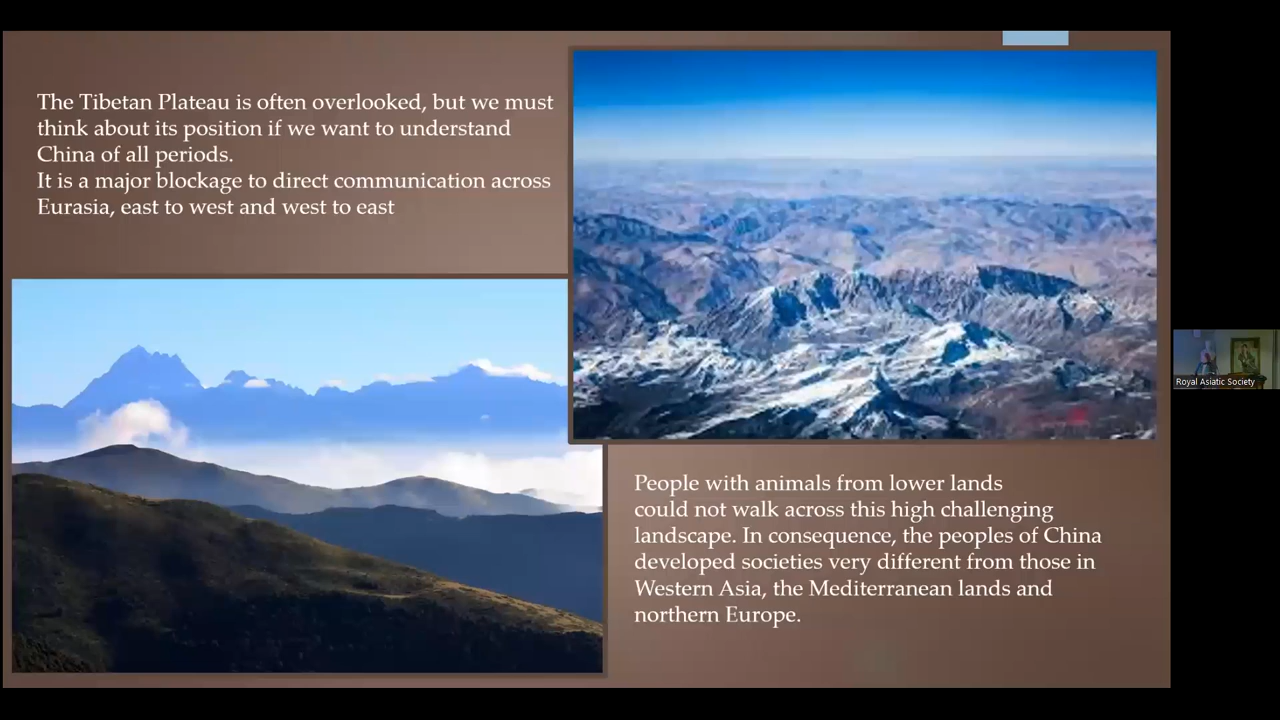 The Tibetan Plateau is often overlooked, but we must
think about its position if we want to understand
China of all periods.
It is a major blockage to direct communication across
Eurasia, east to west and west to east
People with animals from lower lands
could not walk across this high challenging
landscape. In consequence, the peoples of China
developed societies very different from those in
Western Asia, the Mediterranean lands and
northern Europe.
Royal Asiatic Society